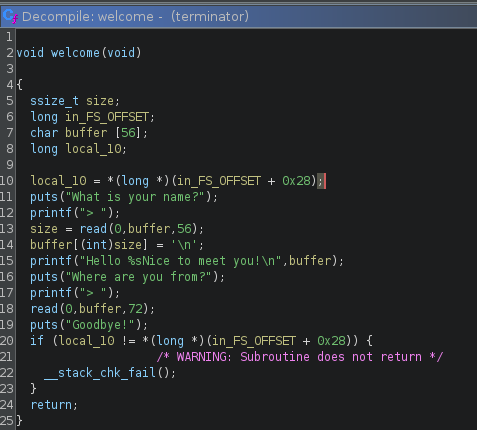 Decompile: welcome - (terminator)
1
2 void welcome(void)
3
4 {
5 ssize_t size;
6 long in_FS_OFFSET;
7 char buffer [56];
8 long local_10;
9
10 local_10 = *(long *)(in_FS_OFFSET + 0x28);
11 puts("What is your name?");
12 printf("> ");
13 size = read(0,buffer,56);
14 buffer[(int)size] = '\n';
15 printf("Hello %sNice to meet you!\n",buffer);
16 puts("Where are you from?");
17 printf("> ");
18 read(0,buffer,72);
19 puts("Goodbye!");
20 if (local_10 != *(long *)(in_FS_OFFSET + 0x28)) {
21 /* WARNING: Subroutine does not return */
22 __stack_chk_fail();
23 }
24 return;
25 }